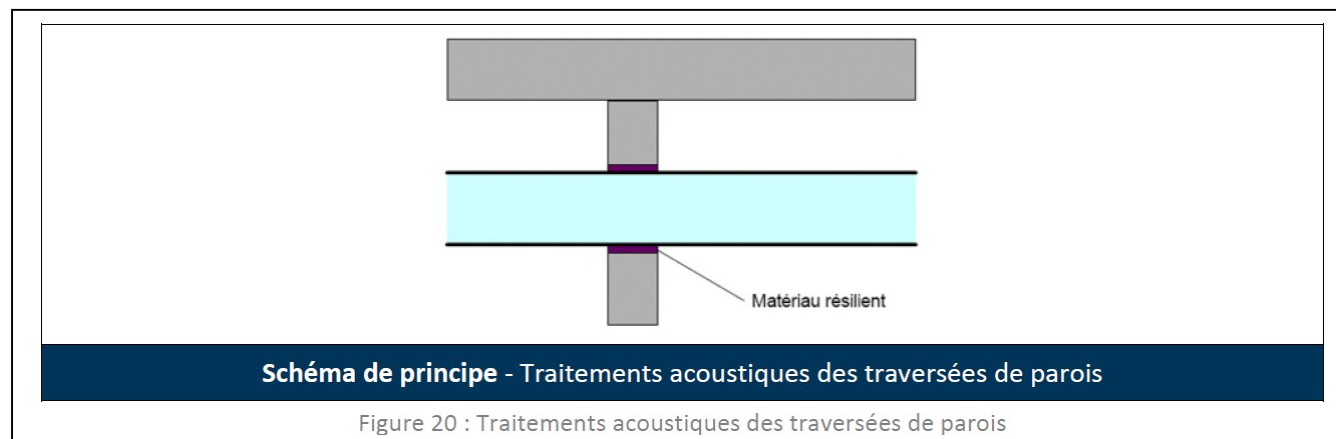 Matériau résilient
Schéma de principe - Traitements acoustiques des traversées de parois
Figure 20 : Traitements acoustiques des traversées de parois